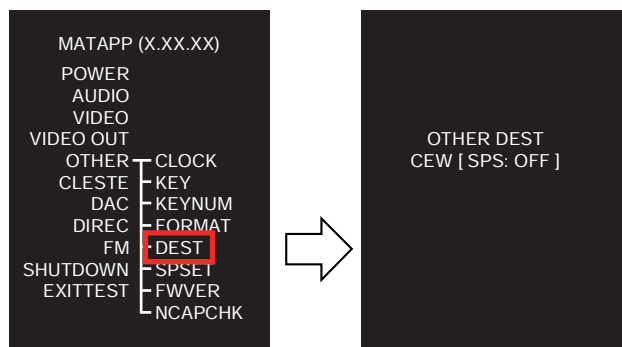 MATAPP (X.XX.XX)
POWER
AUDIO
VIDEO
VIDEO OUT
OTHER CLOCK
CLESTE KEY
DAC KEYNUM
DIREC FORMAT
FM DEST
SHUTDOWN SPSET
EXITTEST FWVER
NCAPCHK
OTHER DEST
CEW [ SPS: OFF ]